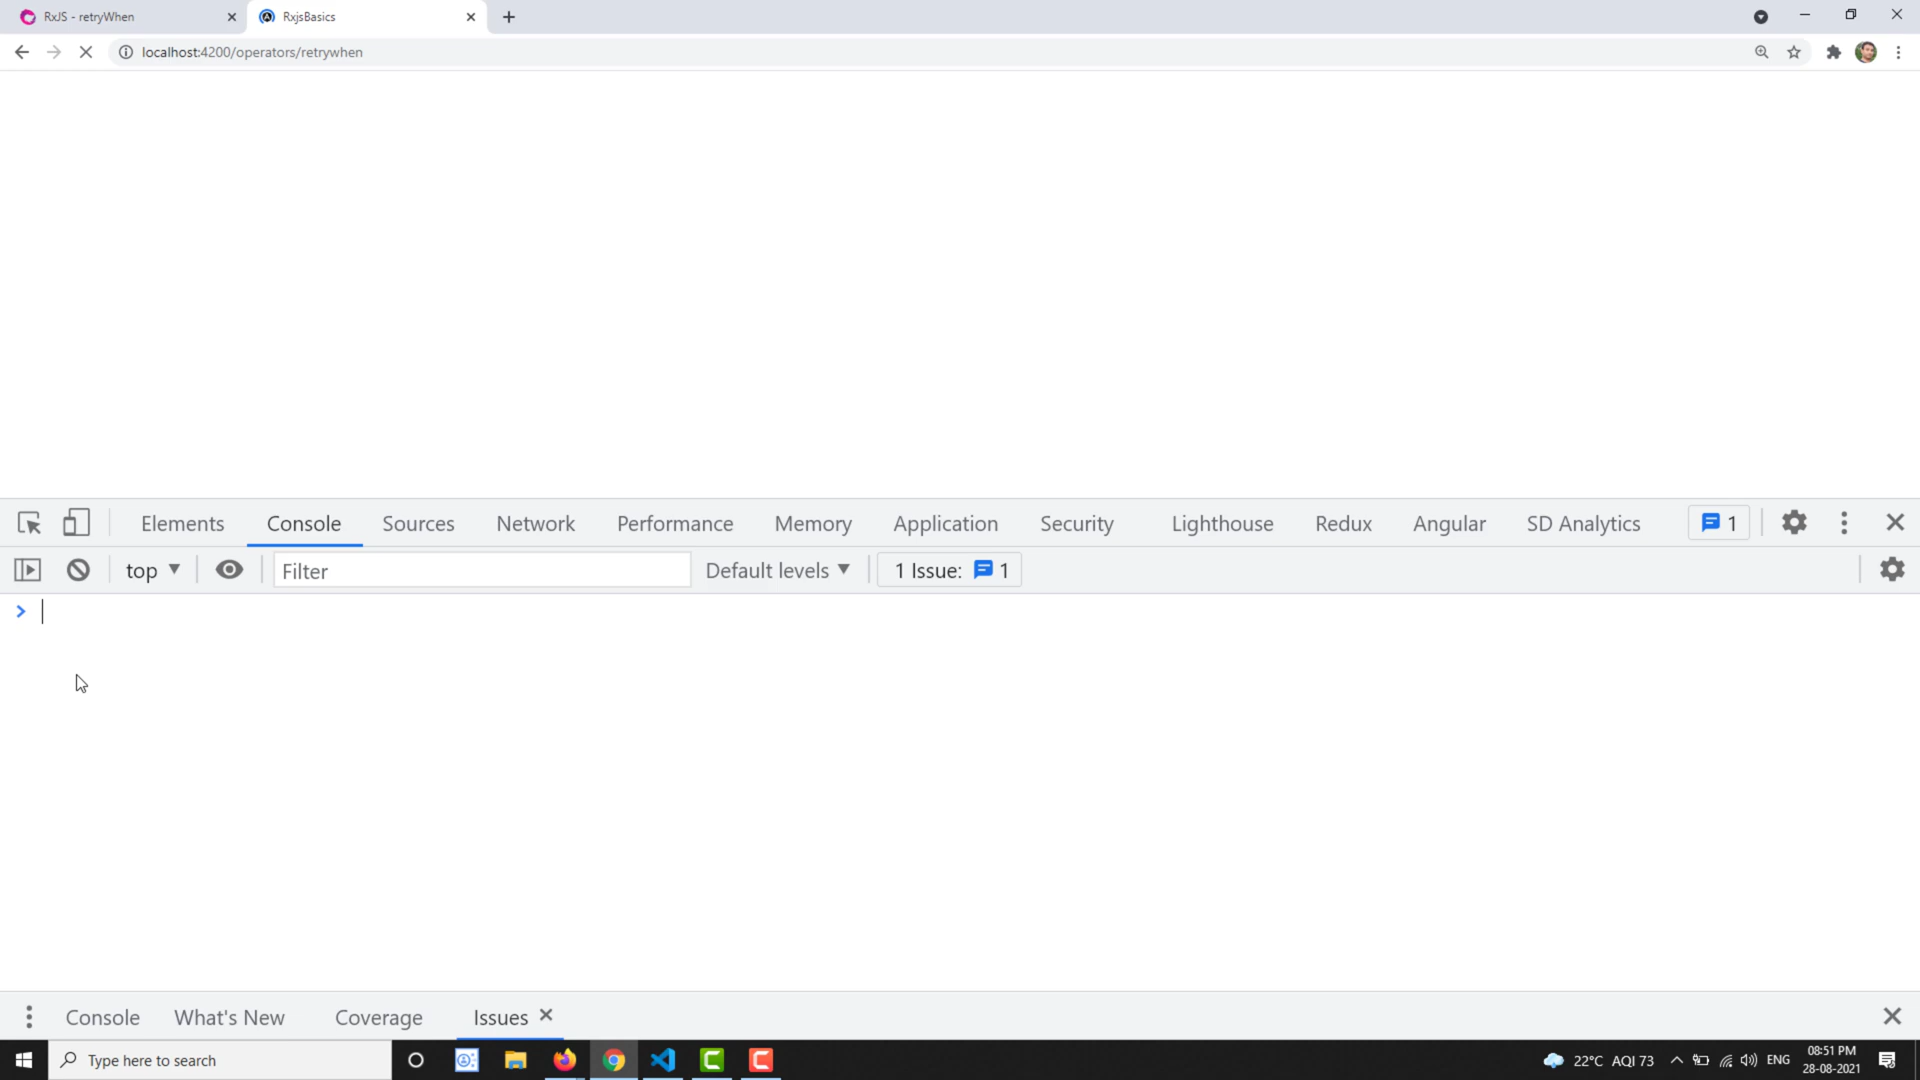 RxJS - retryWhen
RxjsBasics
localhost:4200/operators/retrywhen
Elements Console Sources Network Performance Memory Application Security Lighthouse Redux Angular SD Analytics 1
top Filter Default levels 1 Issue: 1
Console What's New Coverage Issues
Type here to search
22°C AQI 73 ENG
08:51 PM
28-08-2021